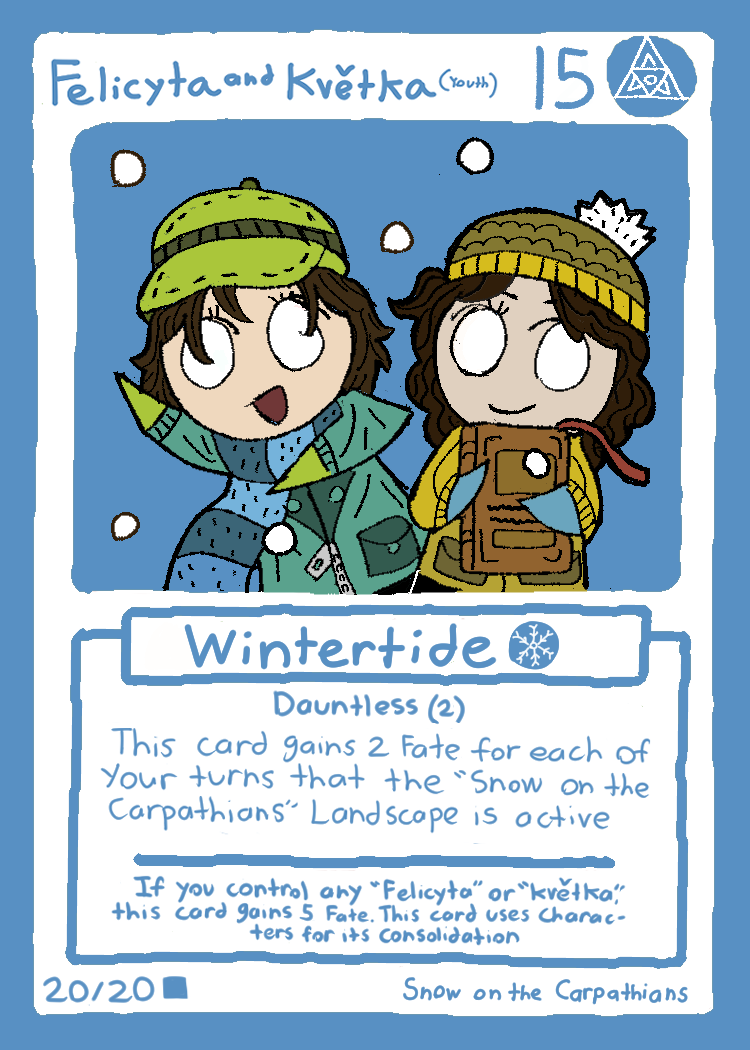 Felicyta and Květka (Youth) 15
Wintertide
Dauntless (2)
This card gains 2 Fate for each of
Your turns that the "Snow on the
Carpathians" Landscape is active
If you control any "Felicyta" or "Květka",
this card gains 5 Fate. This card uses Charac-
ters for its Consolidation
20/20
Snow on the Carpathians